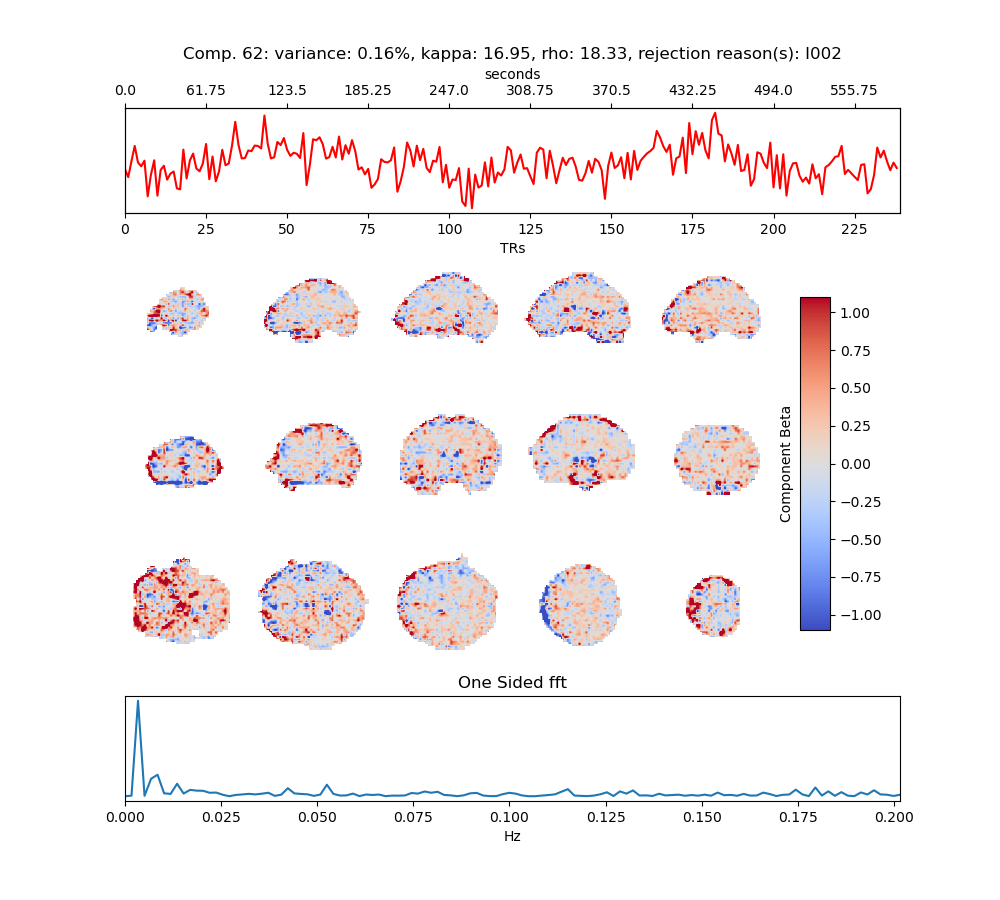 Comp. 62: variance: 0.16%, kappa: 16.95, rho: 18.33, rejection reason(s): I002
seconds
0.0 61.75 123.5 185.25 247.0 308.75 370.5 432.25 494.0 555.75
0 25 50 75 100 125 150 175 200 225
TRs
1.00
0.75
0.50
0.25
0.00
−0.25
−0.50
−0.75
−1.00
Component Beta
One Sided fft
0.000 0.025 0.050 0.075 0.100 0.125 0.150 0.175 0.200
Hz